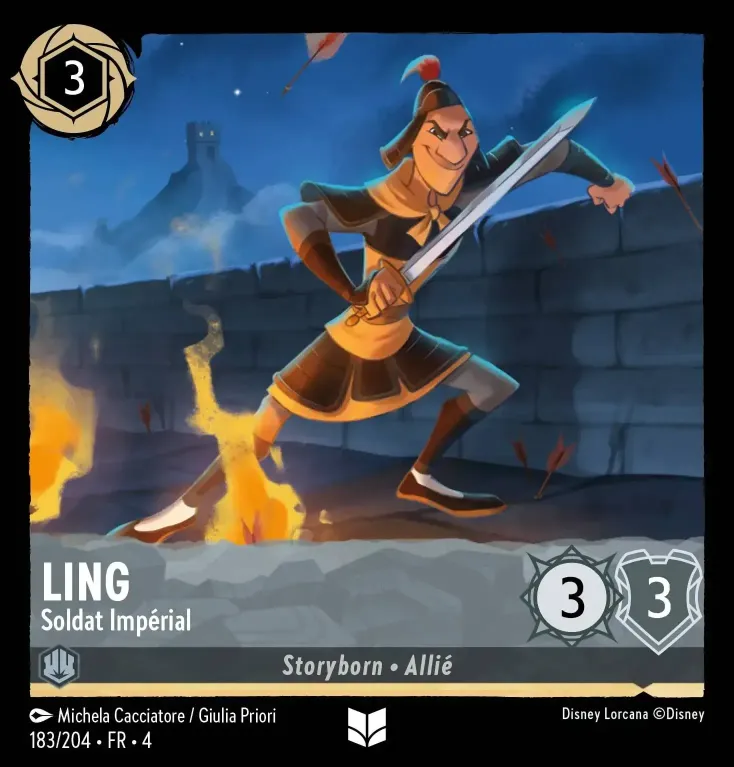 3
LING
Soldat Impérial
3 3
Storyborn • Allié
Michela Cacciatore / Giulia Priori
Disney Lorcana ©Disney
183/204 • FR • 4